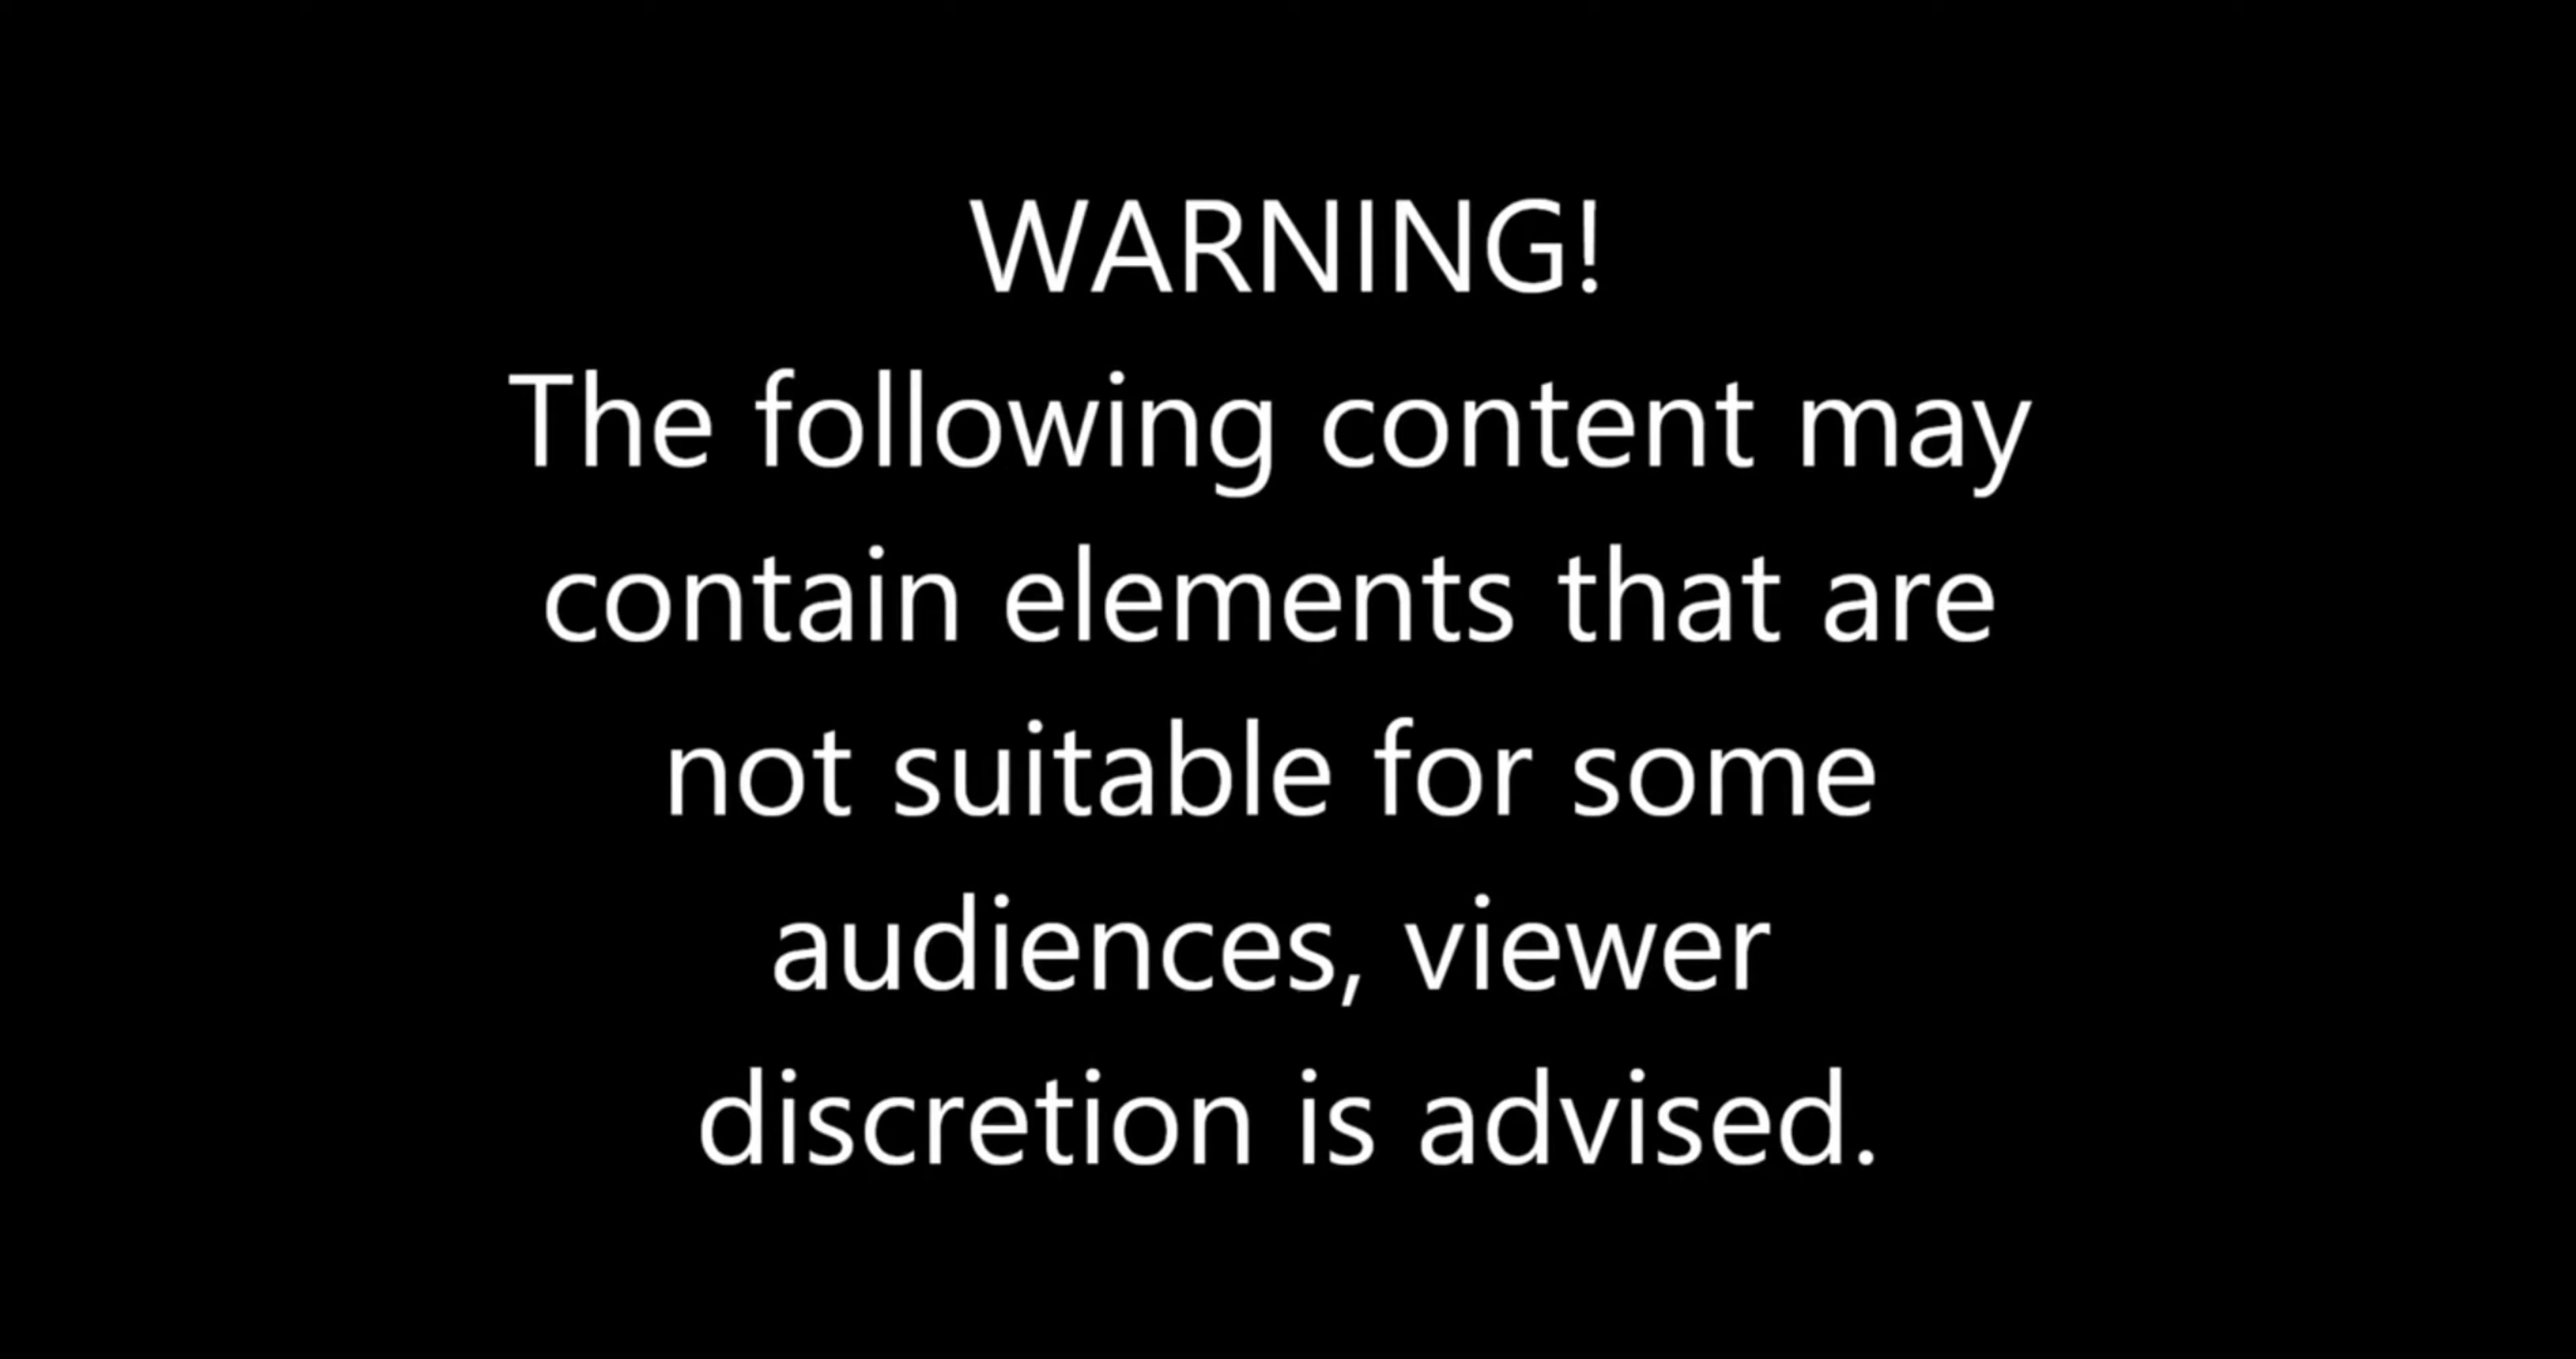 WARNING!
The following content may
contain elements that are
not suitable for some
audiences, viewer
discretion is advised.